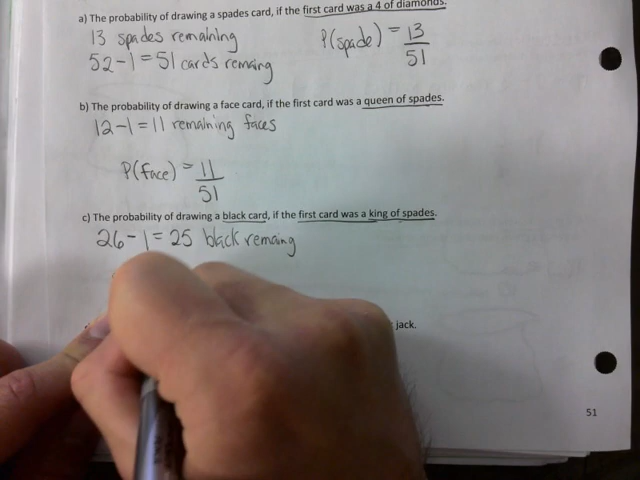 a) The probability of drawing a spades card, if the first card was a 4 of diamonds.
13 spades remaining P(spade) = 13/51
52-1=51 cards remaing
b) The probability of drawing a face card, if the first card was a queen of spades.
12-1=11 remaining faces
P(face) = 11/51
c) The probability of drawing a black card, if the first card was a king of spades.
26-1=25 black remaing
jack.
51